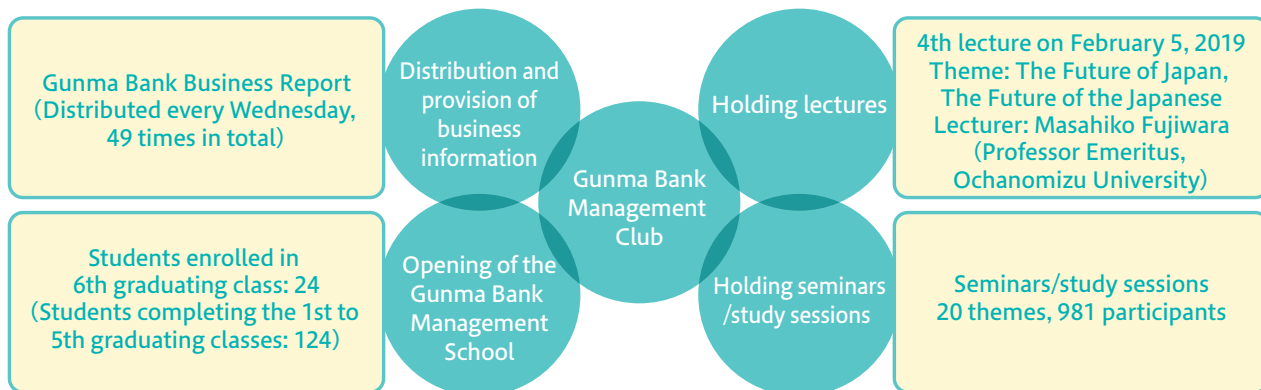 Gunma Bank Business Report
(Distributed every Wednesday,
49 times in total)
Distribution and
provision of
business
information
Holding lectures
4th lecture on February 5, 2019
Theme: The Future of Japan,
The Future of the Japanese
Lecturer: Masahiko Fujiwara
(Professor Emeritus,
Ochanomizu University)
Gunma Bank
Management
Club
Students enrolled in
6th graduating class: 24
(Students completing the 1st to
5th graduating classes: 124)
Opening of the
Gunma Bank
Management
School
Holding seminars
/study sessions
Seminars/study sessions
20 themes, 981 participants